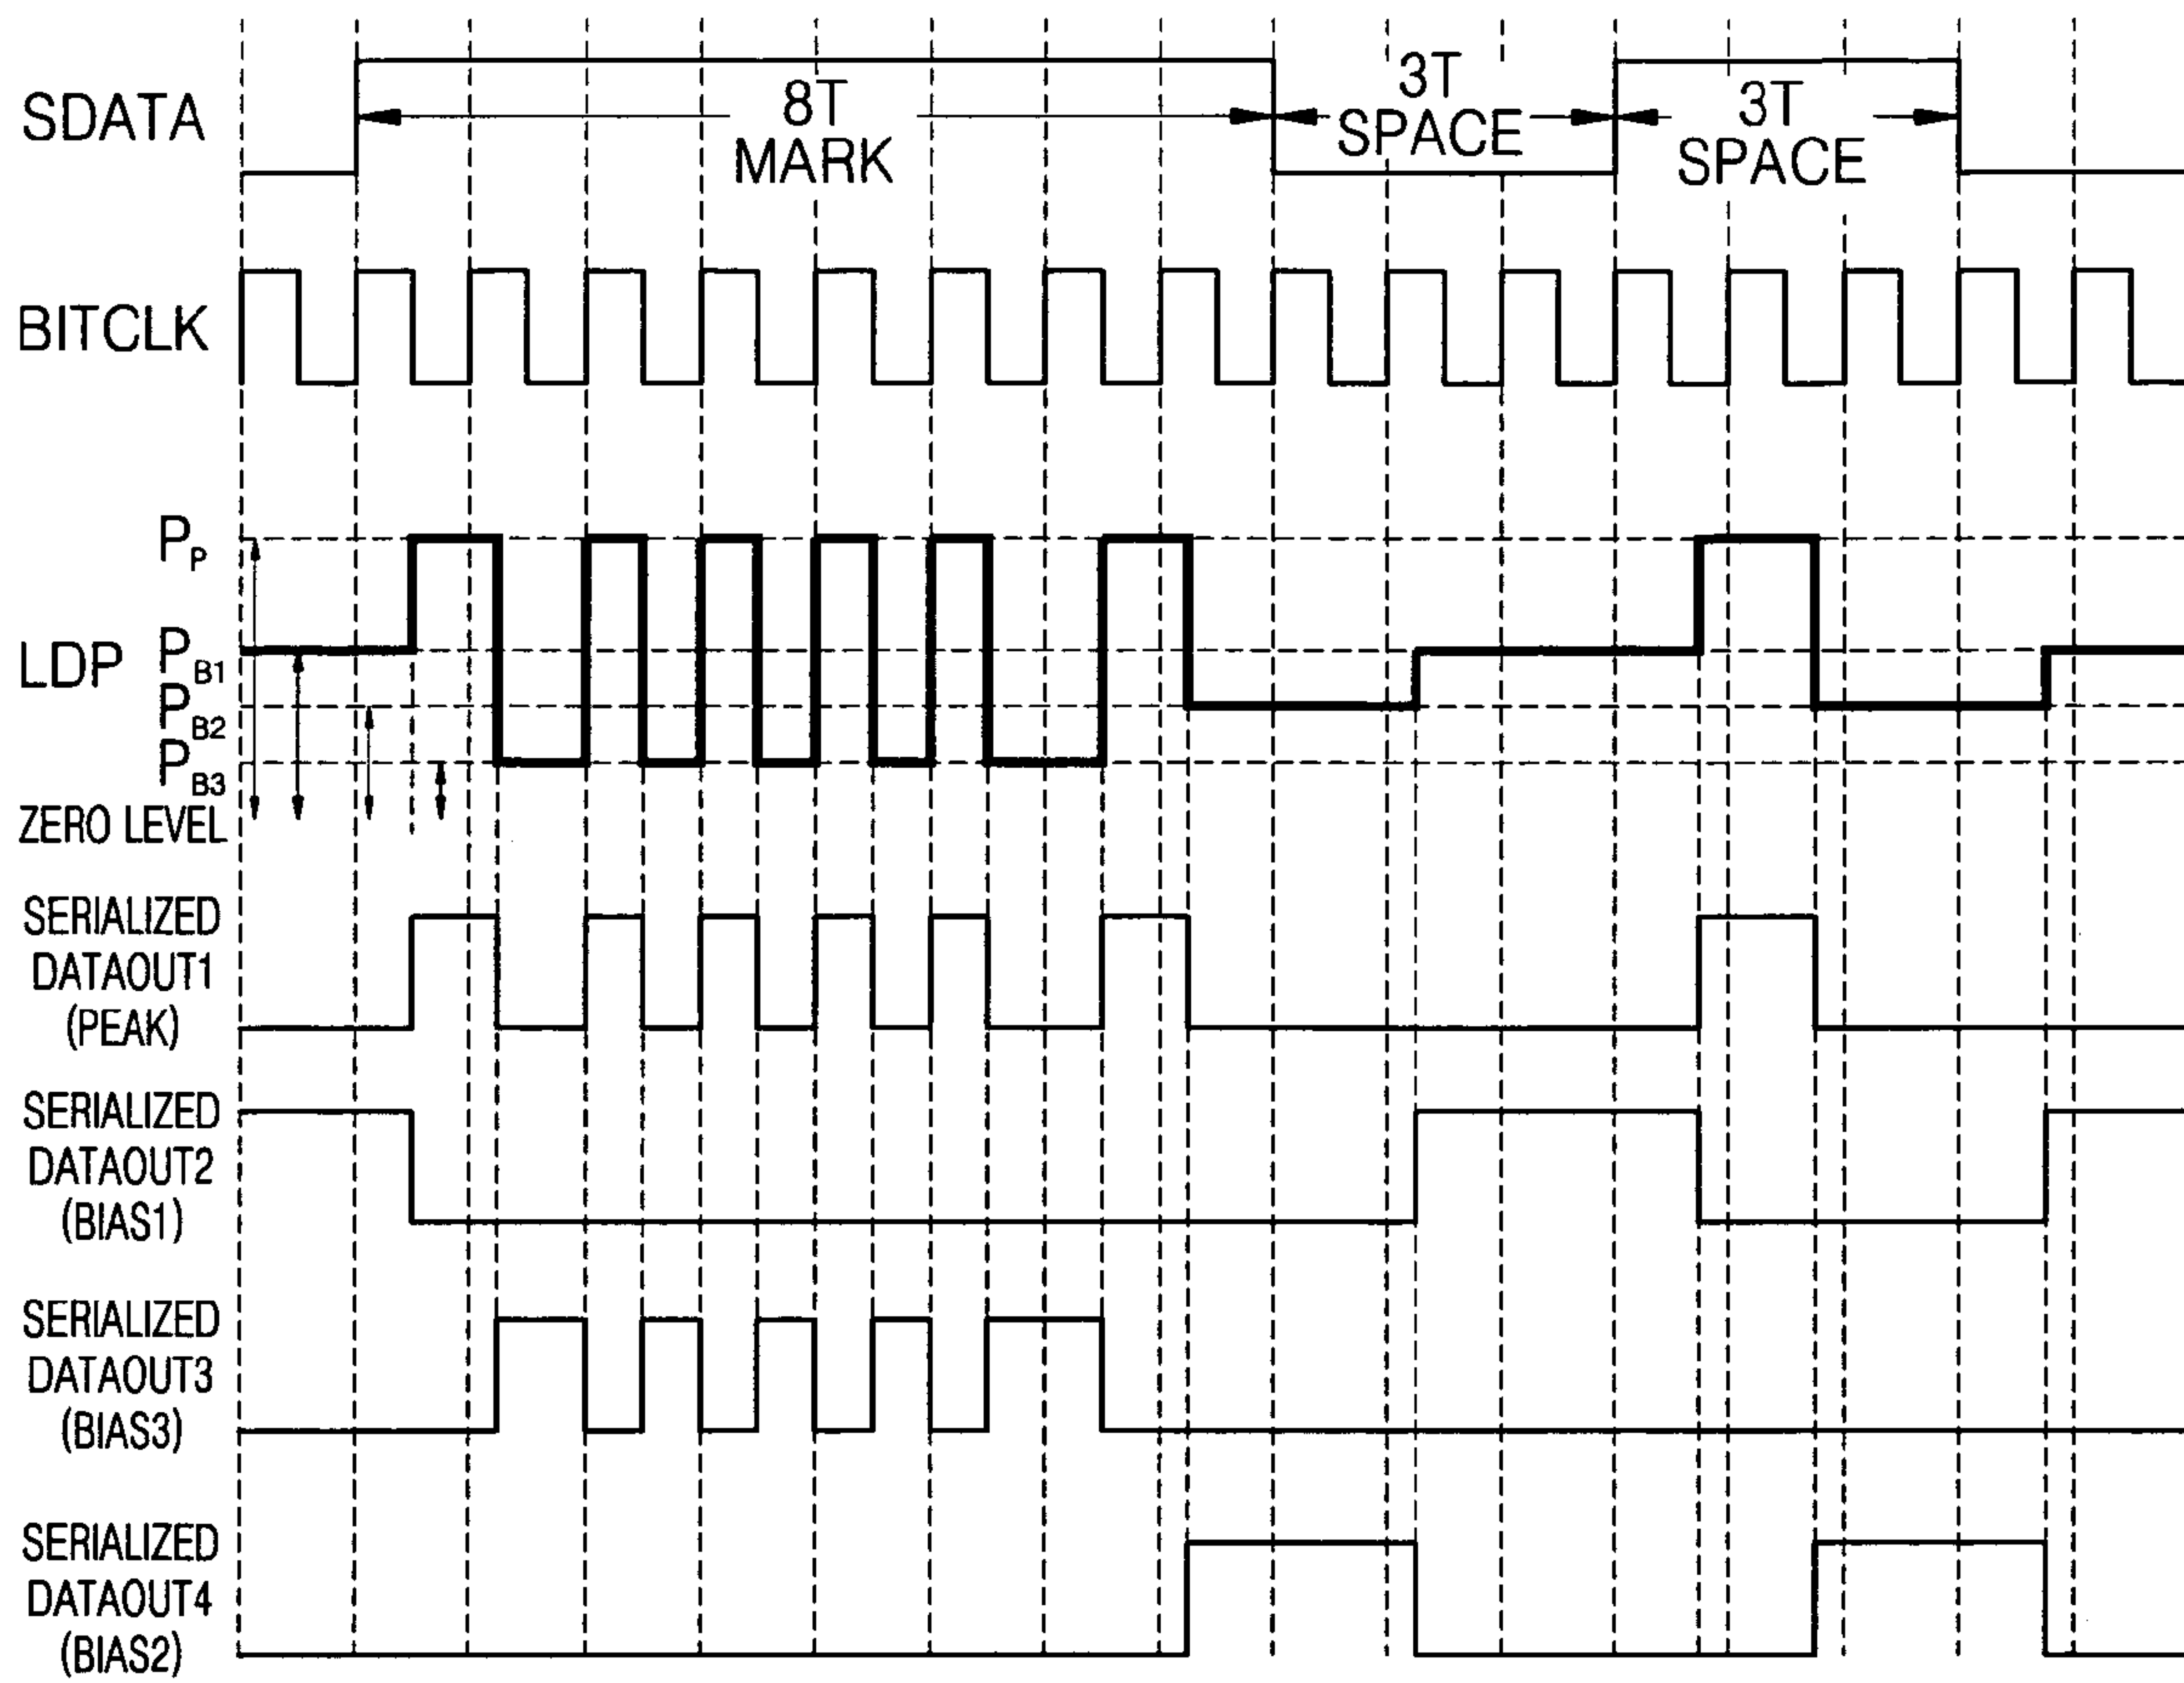 SDATA
8T
MARK
3T
SPACE
3T
SPACE
BITCLK
LDP
PP
PB1
PB2
PB3
ZERO LEVEL
SERIALIZED
DATAOUT1
(PEAK)
SERIALIZED
DATAOUT2
(BIAS1)
SERIALIZED
DATAOUT3
(BIAS3)
SERIALIZED
DATAOUT4
(BIAS2)